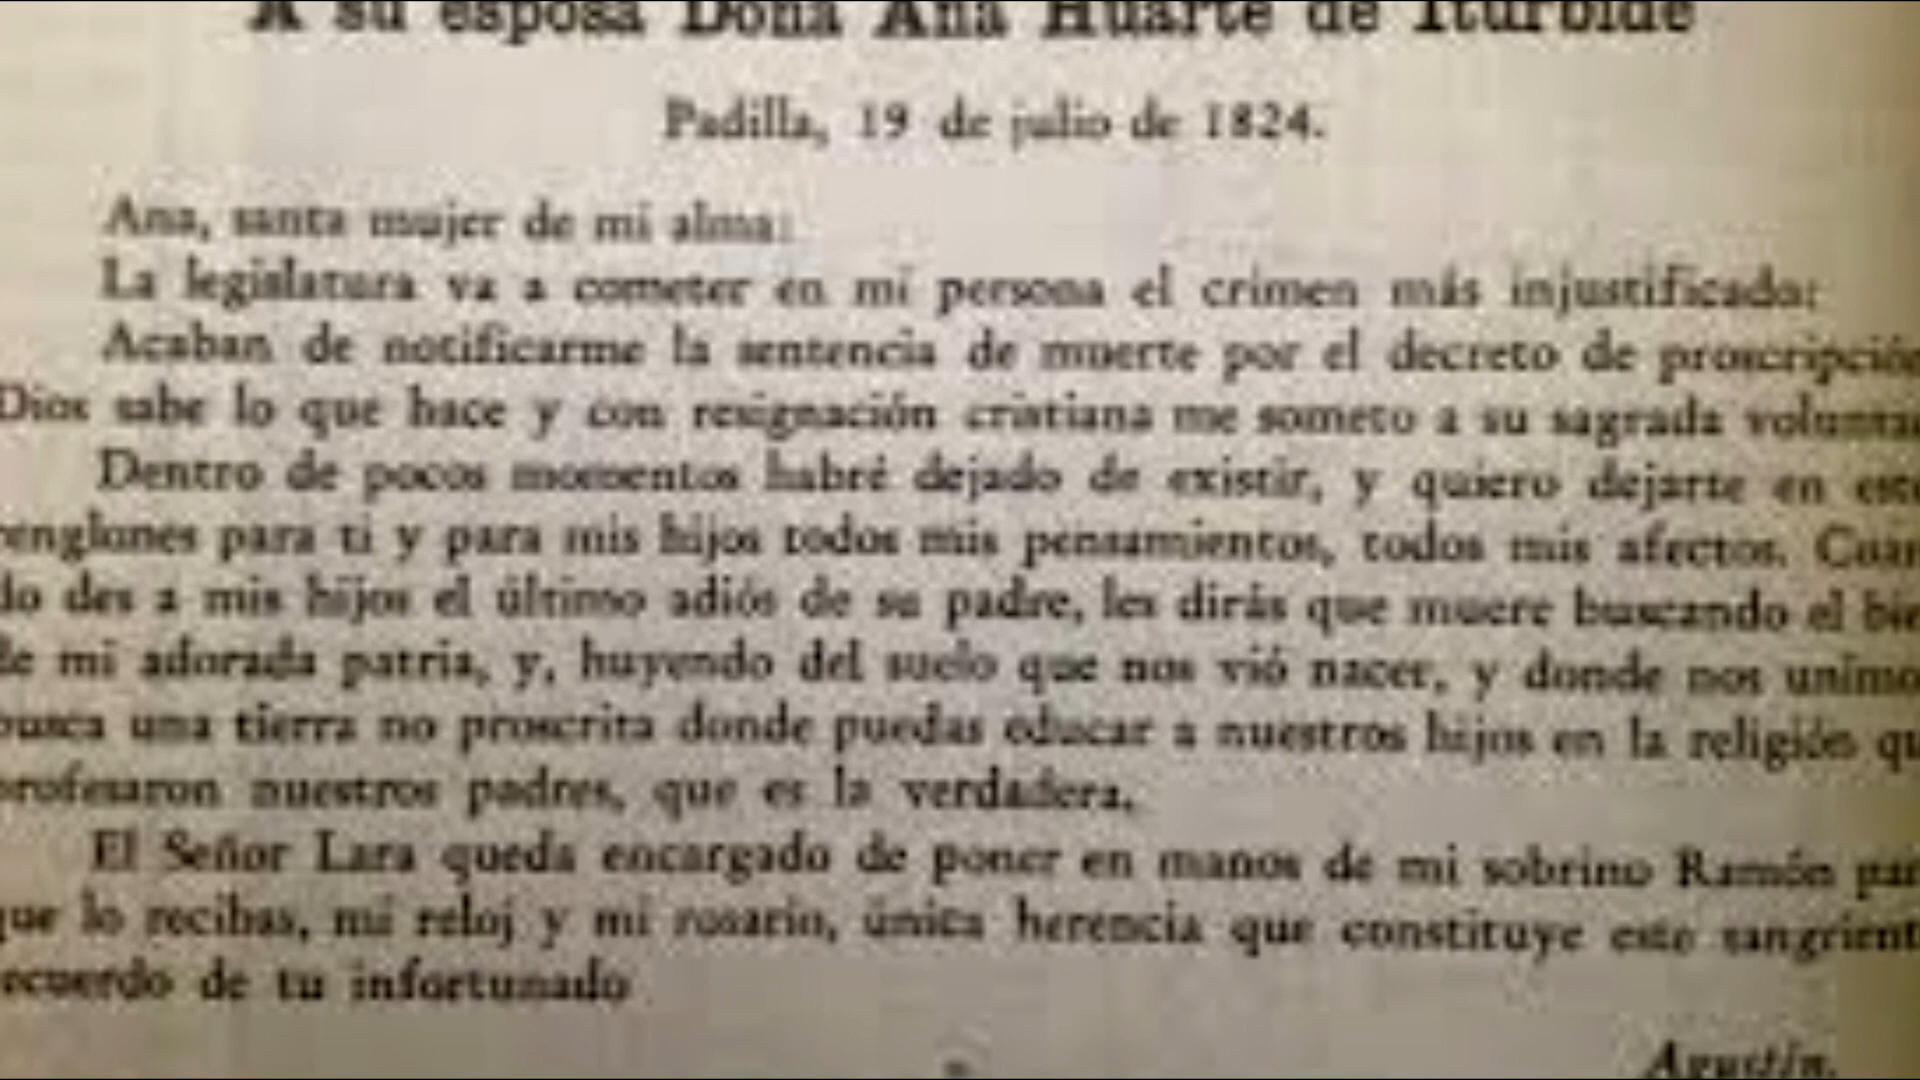 A su esposa Doña Ana Huarte de Iturbide
Padilla, 19 de julio de 1824.
Ana, santa mujer de mi alma:
La legislatura va a cometer en mi persona el crimen más injustificado:
Acaban de notificarme la sentencia de muerte por el decreto de proscripción
Dios sabe lo que hace y con resignación cristiana me someto a su sagrada voluntad
Dentro de pocos momentos habré dejado de existir, y quiero dejarte en esto
renglones para ti y para mis hijos todos mis pensamientos, todos mis afectos. Cuan
do des a mis hijos el último adiós de su padre, les dirás que muere buscando el bie
de mi adorada patria, y, huyendo del suelo que nos vió nacer, y donde nos unimo
busca una tierra no proscrita donde puedas educar a nuestros hijos en la religión qu
profesaron nuestros padres, que es la verdadera.
El Señor Lara queda encargado de poner en manos de mi sobrino Ramón par
que lo recibas, mi reloj y mi rosario, única herencia que constituye este sangrient
ecuerdo de tu infortunado
Agustín.